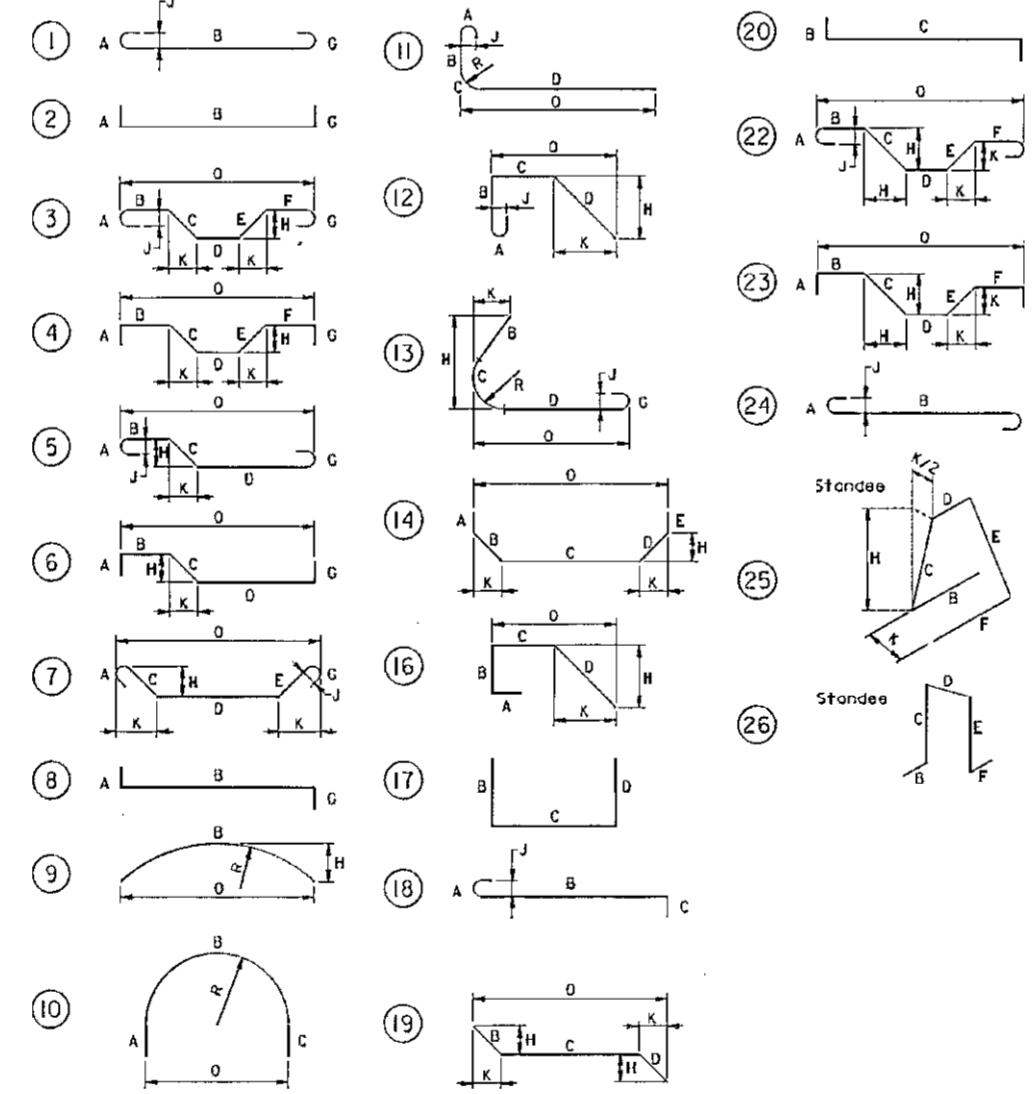 J
1 A B G
2 A B G
O
3 A B C E F H G
J K D K
O
4 A B C E F H G
K D K
O
5 A B H C G
J K D
O
6 A B H C G
K D
O
7 A C H E G
K D K J
8 A B G
B
9 R H
O
B
10 R
A C
O
A
J
11 B R
C D
O
O
C
12 B J D H
A K
K
B
13 H C R J
D G
O
O
14 A B C D E H
K K
O
C
16 B D H
A K
17 B C D
J
18 A B C
O
K
19 B H C H D
K
20 B C
O
22 A B C H E F K
J H D K
O
23 A B C H E F K
H D K
J
24 A B
K/2
Standee D
H E
25 C B
K F
Standee D
26 C E
B F